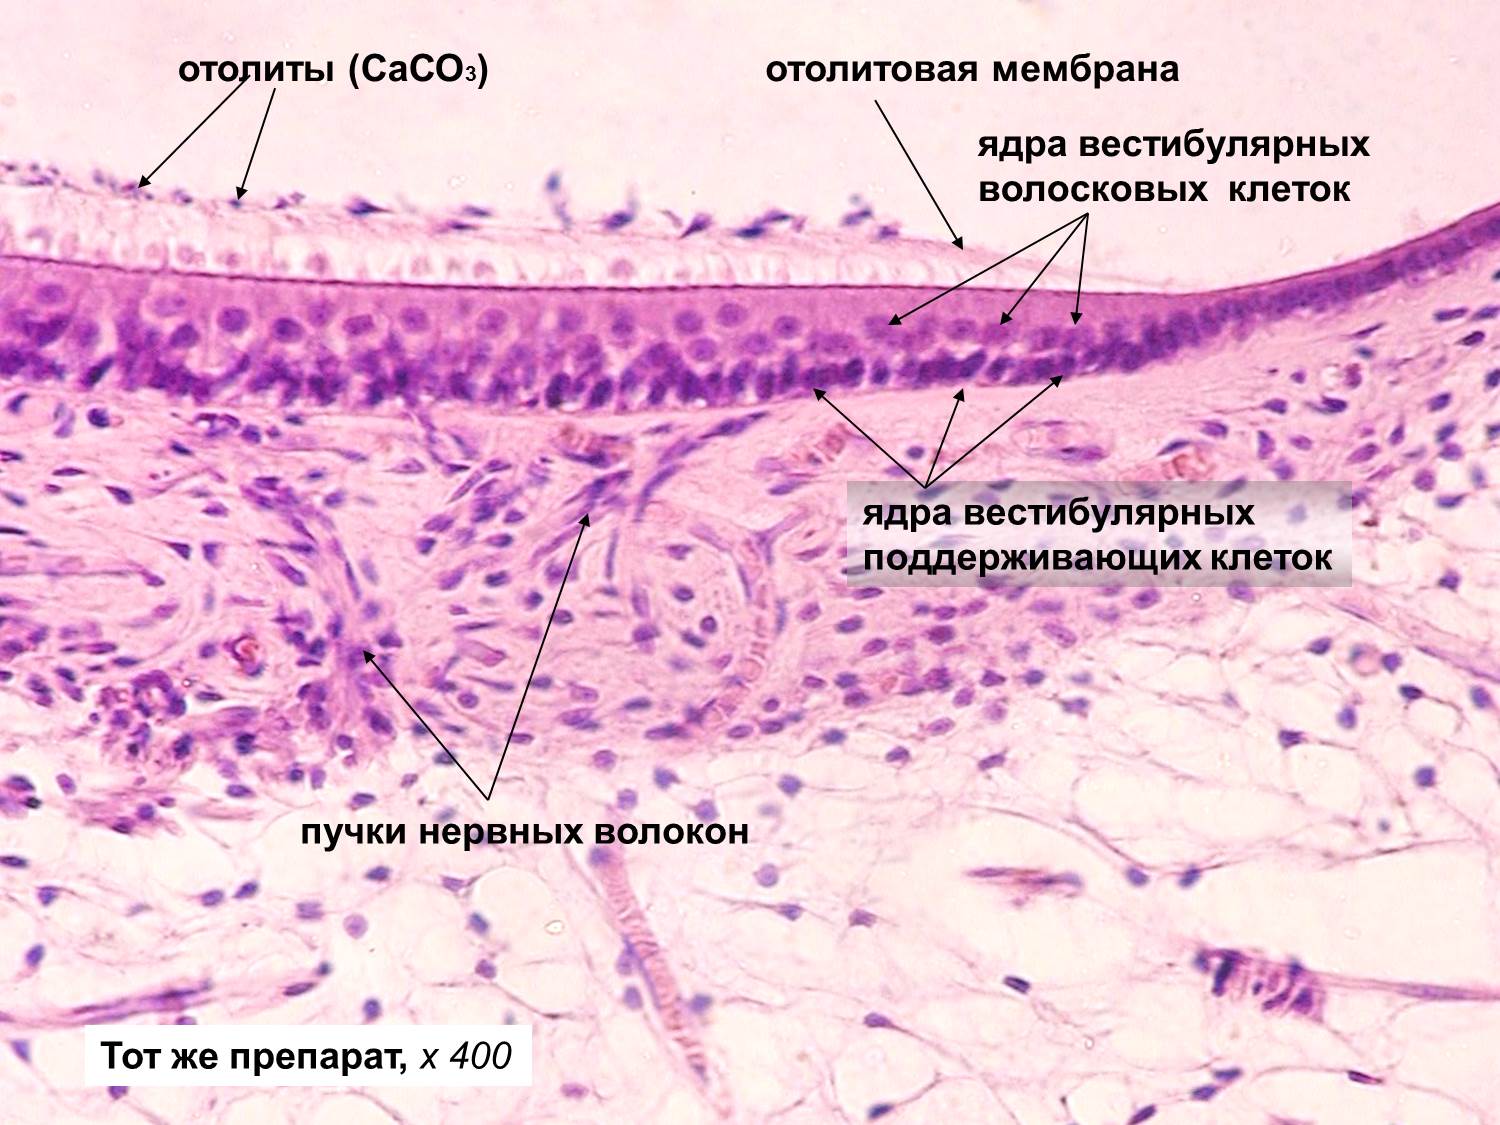 отолиты (CaCO₃)
отолитовая мембрана
ядра вестибулярных
волосковых клеток
ядра вестибулярных
поддерживающих клеток
пучки нервных волокон
Тот же препарат, х 400